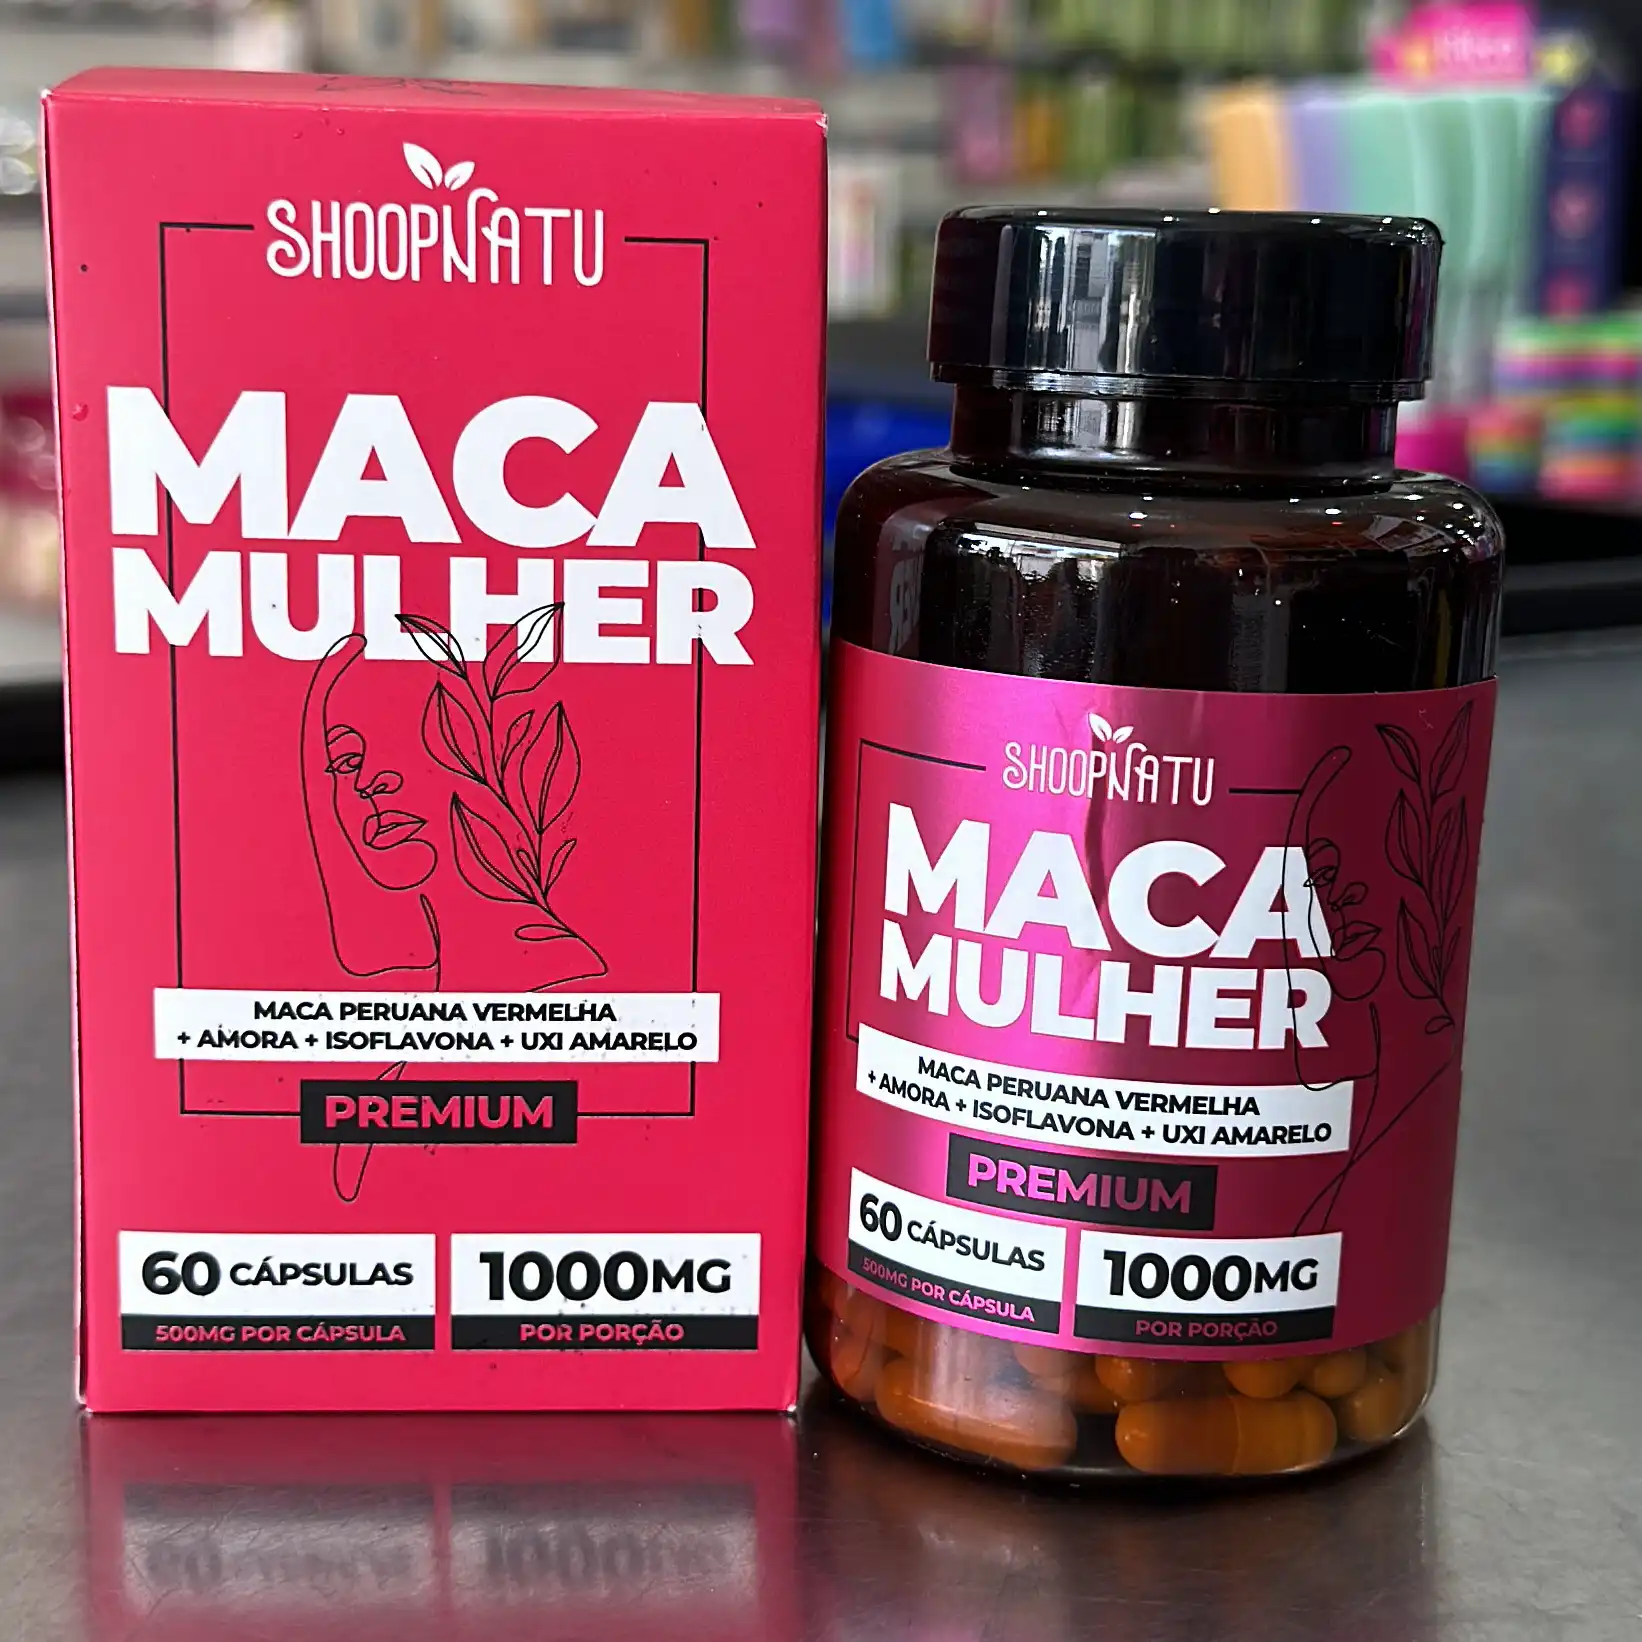 SHOOPNATU
MACA
MULHER
MACA PERUANA VERMELHA
+ AMORA + ISOFLAVONA + UXI AMARELO
PREMIUM
60 CÁPSULAS
500MG POR CÁPSULA
1000MG
POR PORÇÃO
SHOOPNATU
MACA
MULHER
MACA PERUANA VERMELHA
+ AMORA + ISOFLAVONA + UXI AMARELO
PREMIUM
60 CÁPSULAS
500MG POR CÁPSULA
1000MG
POR PORÇÃO